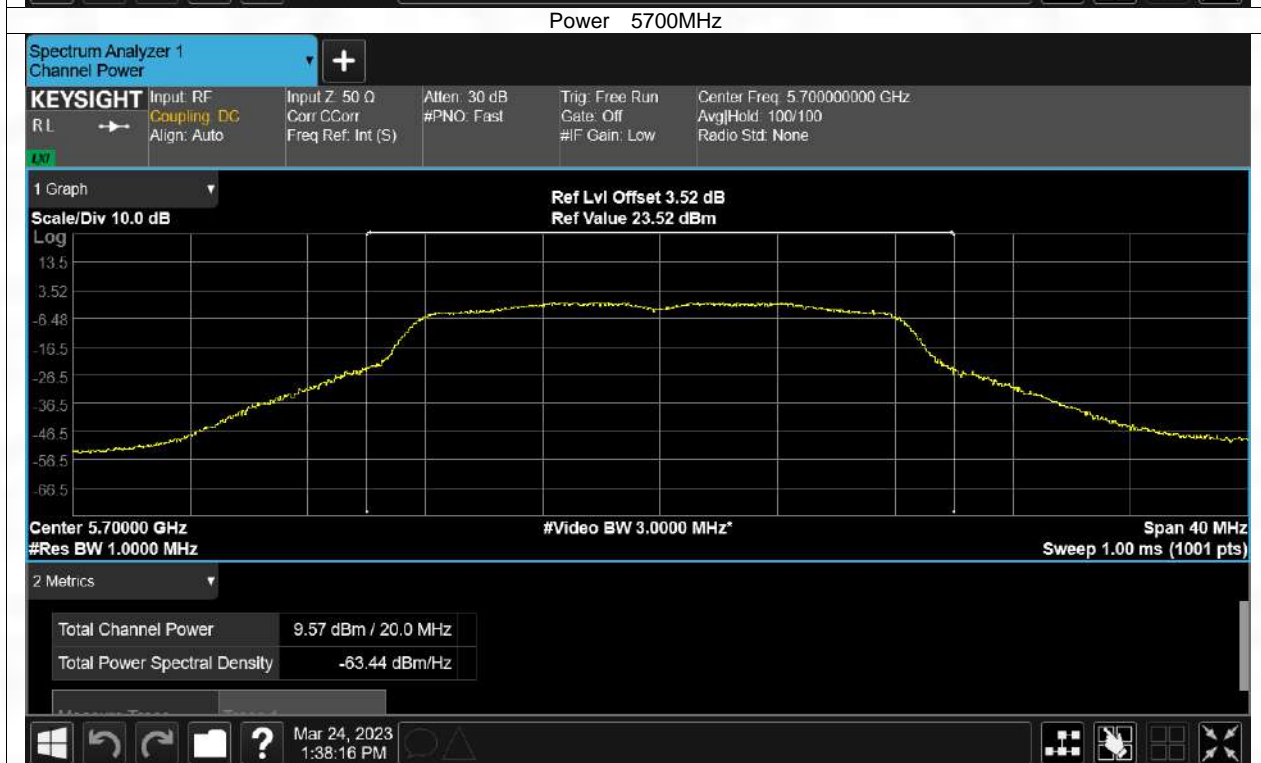 Power 5700MHz
Spectrum Analyzer 1
Channel Power
KEYSIGHT
RL
LXI
Input: RF
Coupling: DC
Align: Auto
Input Z: 50 Ω
Corr CCorr
Freq Ref: Int (S)
Atten: 30 dB
#PNO: Fast
Trig: Free Run
Gate: Off
#IF Gain: Low
Center Freq: 5.700000000 GHz
Avg|Hold: 100/100
Radio Std: None
1 Graph
Scale/Div 10.0 dB
Ref Lvl Offset 3.52 dB
Ref Value 23.52 dBm
Log
13.5
3.52
-6.48
-16.5
-26.5
-36.5
-46.5
-56.5
-66.5
Center 5.70000 GHz
#Video BW 3.0000 MHz*
Span 40 MHz
#Res BW 1.0000 MHz
Sweep 1.00 ms (1001 pts)
2 Metrics
Total Channel Power 9.57 dBm / 20.0 MHz
Total Power Spectral Density -63.44 dBm/Hz
?
Mar 24, 2023
1:38:16 PM